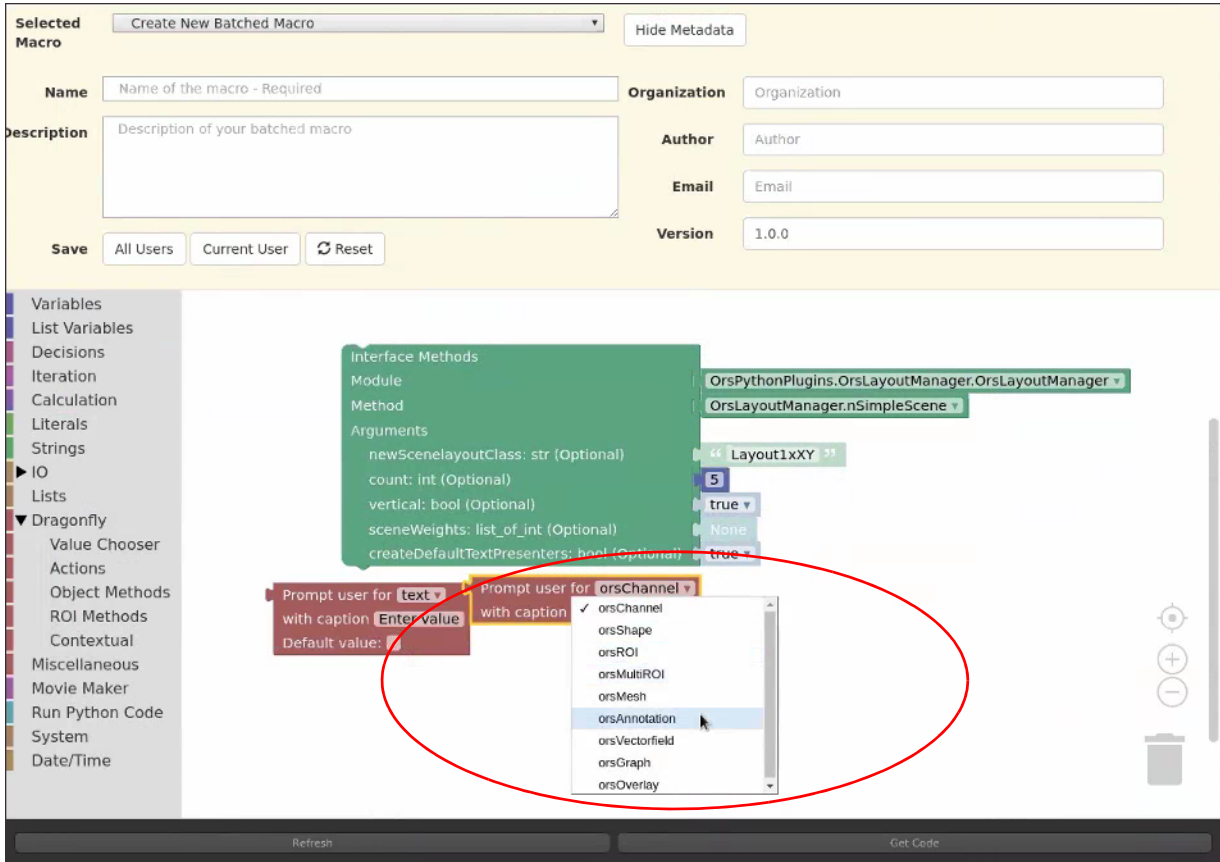 Selected Macro
Create New Batched Macro
Hide Metadata
Name
Name of the macro - Required
Organization
Organization
Description
Description of your batched macro
Author
Author
Email
Email
Version
1.0.0
Save
All Users
Current User
Reset
Variables
List Variables
Decisions
Iteration
Calculation
Literals
Strings
IO
Lists
Dragonfly
Value Chooser
Actions
Object Methods
ROI Methods
Contextual
Miscellaneous
Movie Maker
Run Python Code
System
Date/Time
Interface Methods
Module OrsPythonPlugins.OrsLayoutManager.OrsLayoutManager
Method OrsLayoutManager.nSimpleScene
Arguments
newScenelayoutClass: str (Optional) “ Layout1xXY ”
count: int (Optional) 5
vertical: bool (Optional) true
sceneWeights: list_of_int (Optional) None
createDefaultTextPresenters: bool (Optional) true
Prompt user for text
with caption Enter value
Default value:
Prompt user for orsChannel
with caption
✓ orsChannel
orsShape
orsROI
orsMultiROI
orsMesh
orsAnnotation
orsVectorfield
orsGraph
orsOverlay
Refresh
Get Code